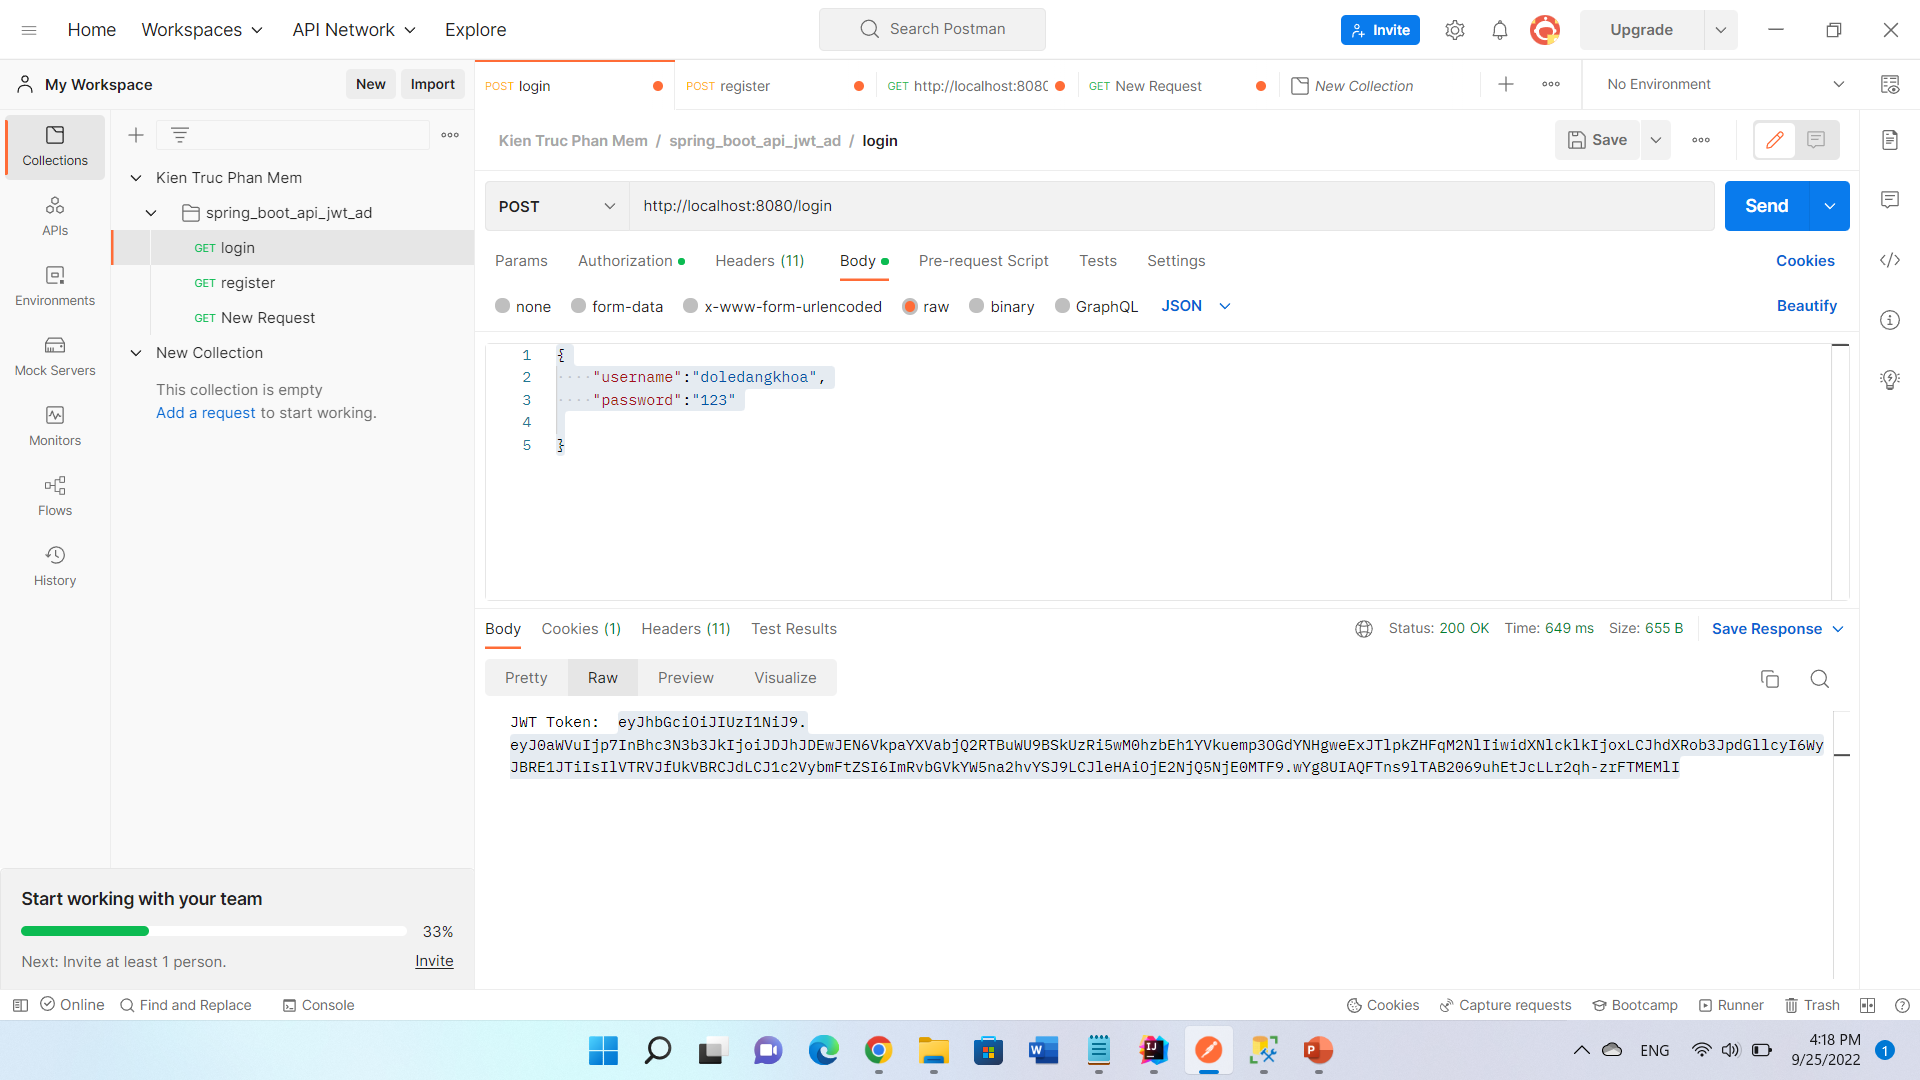 Home Workspaces API Network Explore Search Postman Invite Upgrade
My Workspace New Import
POST login POST register GET http://localhost:8080 GET New Request New Collection No Environment
Kien Truc Phan Mem / spring_boot_api_jwt_ad / login Save
Collections
APIs
Environments
Mock Servers
Monitors
Flows
History
Kien Truc Phan Mem
spring_boot_api_jwt_ad
GET login
GET register
GET New Request
New Collection
This collection is empty
Add a request to start working.
POST http://localhost:8080/login Send
Params Authorization Headers (11) Body Pre-request Script Tests Settings Cookies
none form-data x-www-form-urlencoded raw binary GraphQL JSON Beautify
1 {
2 "username":"doledangkhoa",
3 "password":"123"
4
5 }
Body Cookies (1) Headers (11) Test Results Status: 200 OK Time: 649 ms Size: 655 B Save Response
Pretty Raw Preview Visualize
JWT Token: eyJhbGciOiJIUzI1NiJ9.
eyJ0aWVuIjp7InBhc3N3b3JkIjoiJDJhJDEwJEN6VkpaYXVabjQ2RTBuWU9BSkUzRi5wM0hzbEh1YVkuemp3OGdYNHgweExJTlpkZHFqM2NlIiwidXNlcklkIjoxLCJhdXRob3JpdGllcyI6Wy
JBRE1JTiIsIlVTRVJfUkVBRCJdLCJ1c2VybmFtZSI6ImRvbGVkYW5na2hvYSJ9LCJleHAiOjE2NjQ5NjE0MTF9.wYg8UIAQFTns9lTAB2069uhEtJcLLr2qh-zrFTMEMlI
Start working with your team
33%
Next: Invite at least 1 person. Invite
Online Find and Replace Console Cookies Capture requests Bootcamp Runner Trash
ENG 4:18 PM
9/25/2022 1